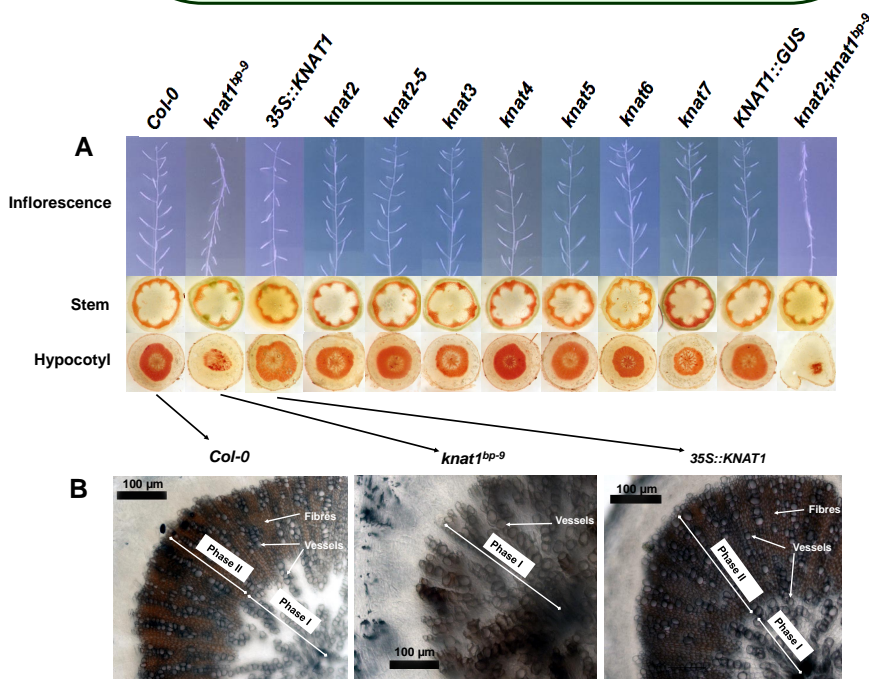 Col-0
knat1bp-9
35S::KNAT1
knat2
knat2-5
knat3
knat4
knat5
knat6
knat7
KNAT1::GUS
knat2;knat1bp-9
A
Inflorescence
Stem
Hypocotyl
Col-0
knat1bp-9
35S::KNAT1
B
100 µm
Fibres
Vessels
Phase II
Phase I
Vessels
Phase I
100 µm
100 µm
Fibres
Vessels
Phase II
Phase I